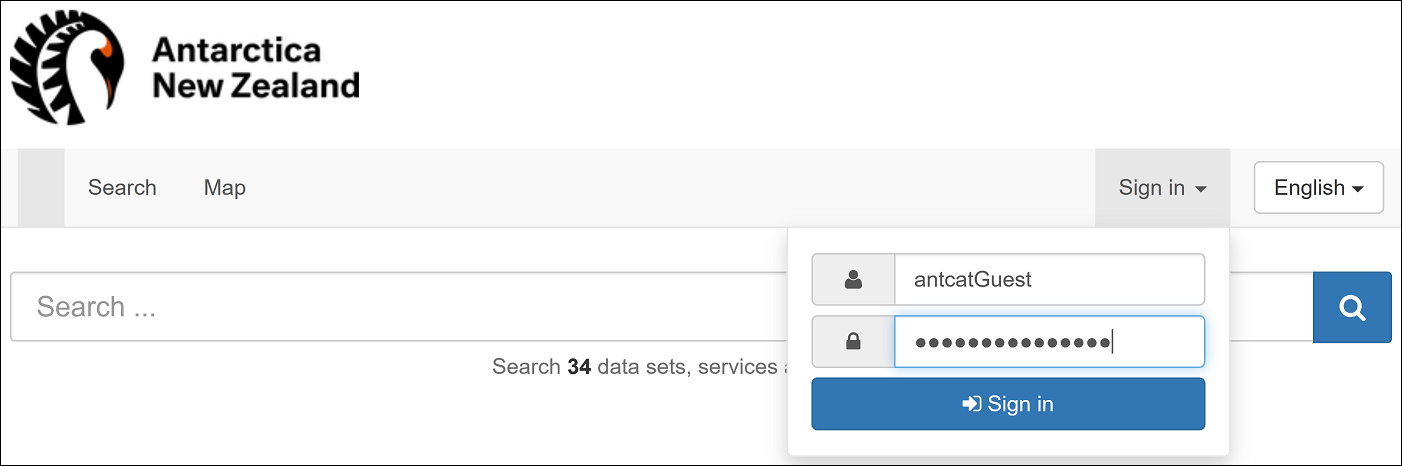 Antarctica
New Zealand
Search Map Sign in English
antcatGuest
Search ...
●●●●●●●●●●●●●●●
Search 34 data sets, services
Sign in